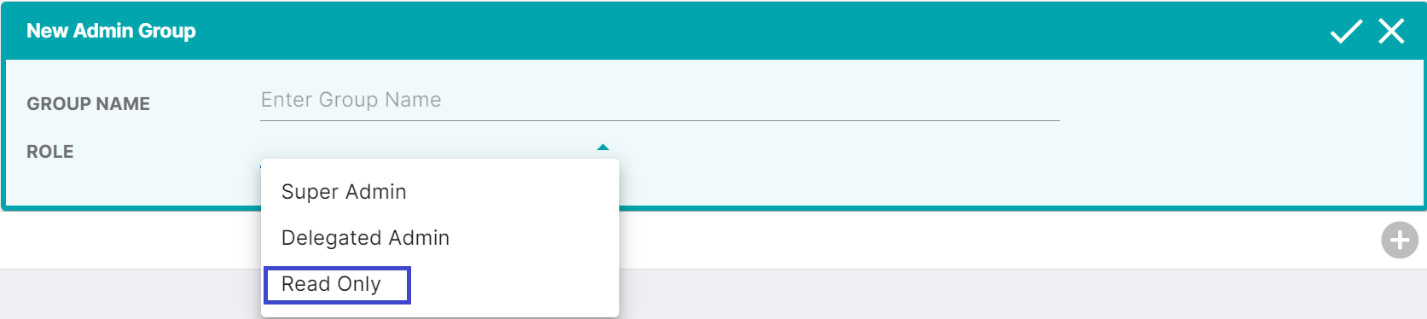 New Admin Group
GROUP NAME Enter Group Name
ROLE
Super Admin
Delegated Admin
Read Only